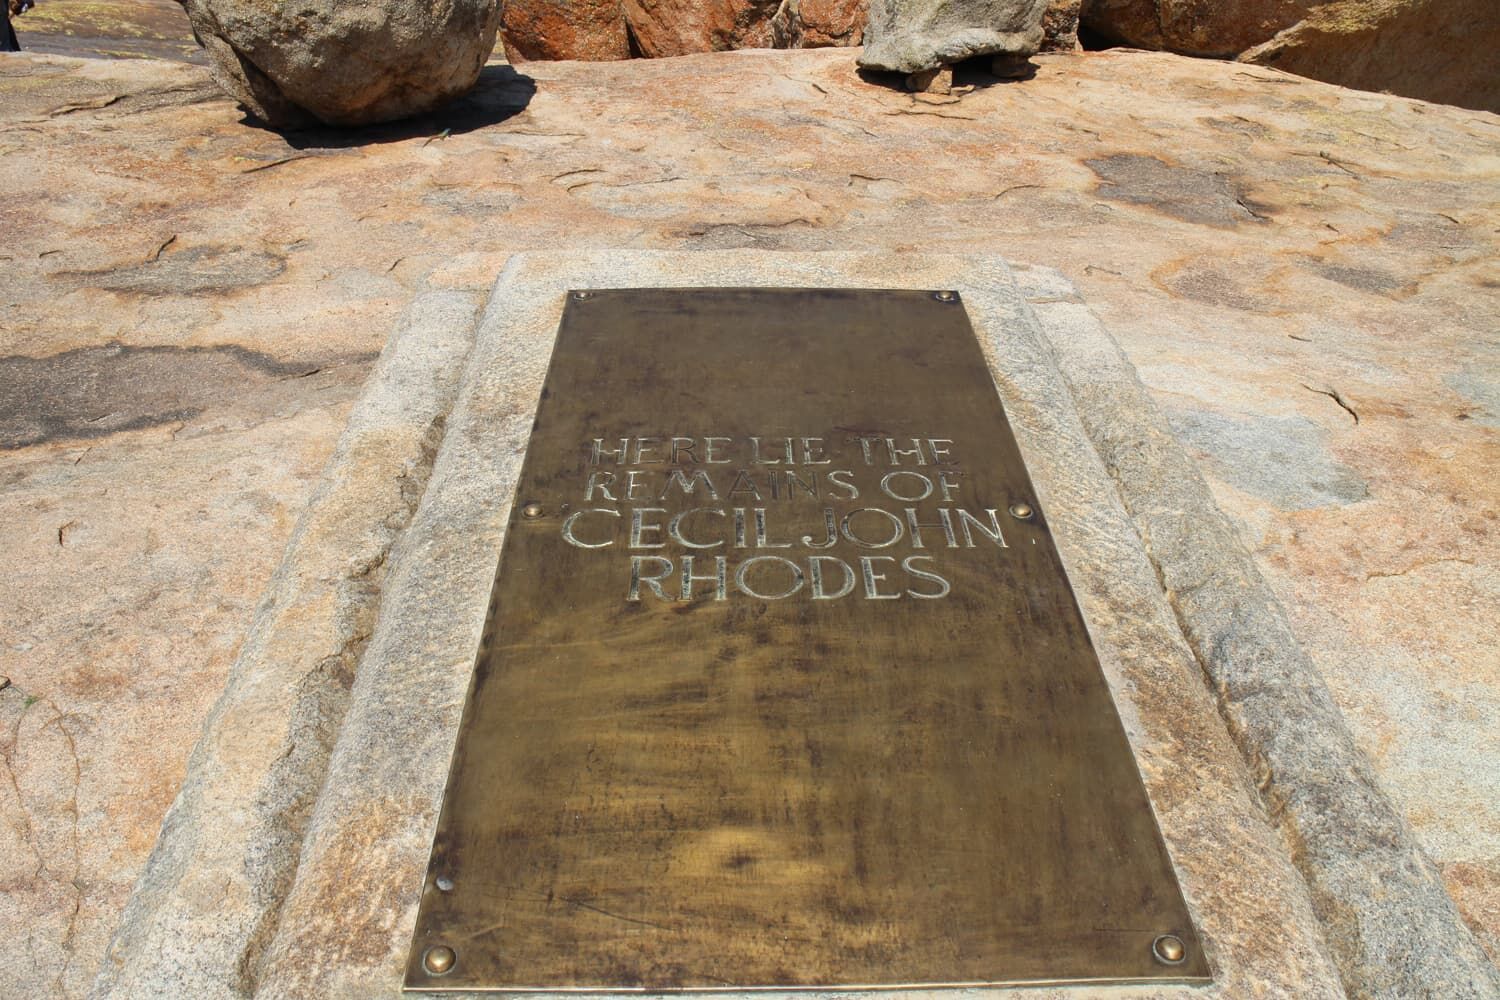 HERE LIE THE
REMAINS OF
CECIL JOHN
RHODES